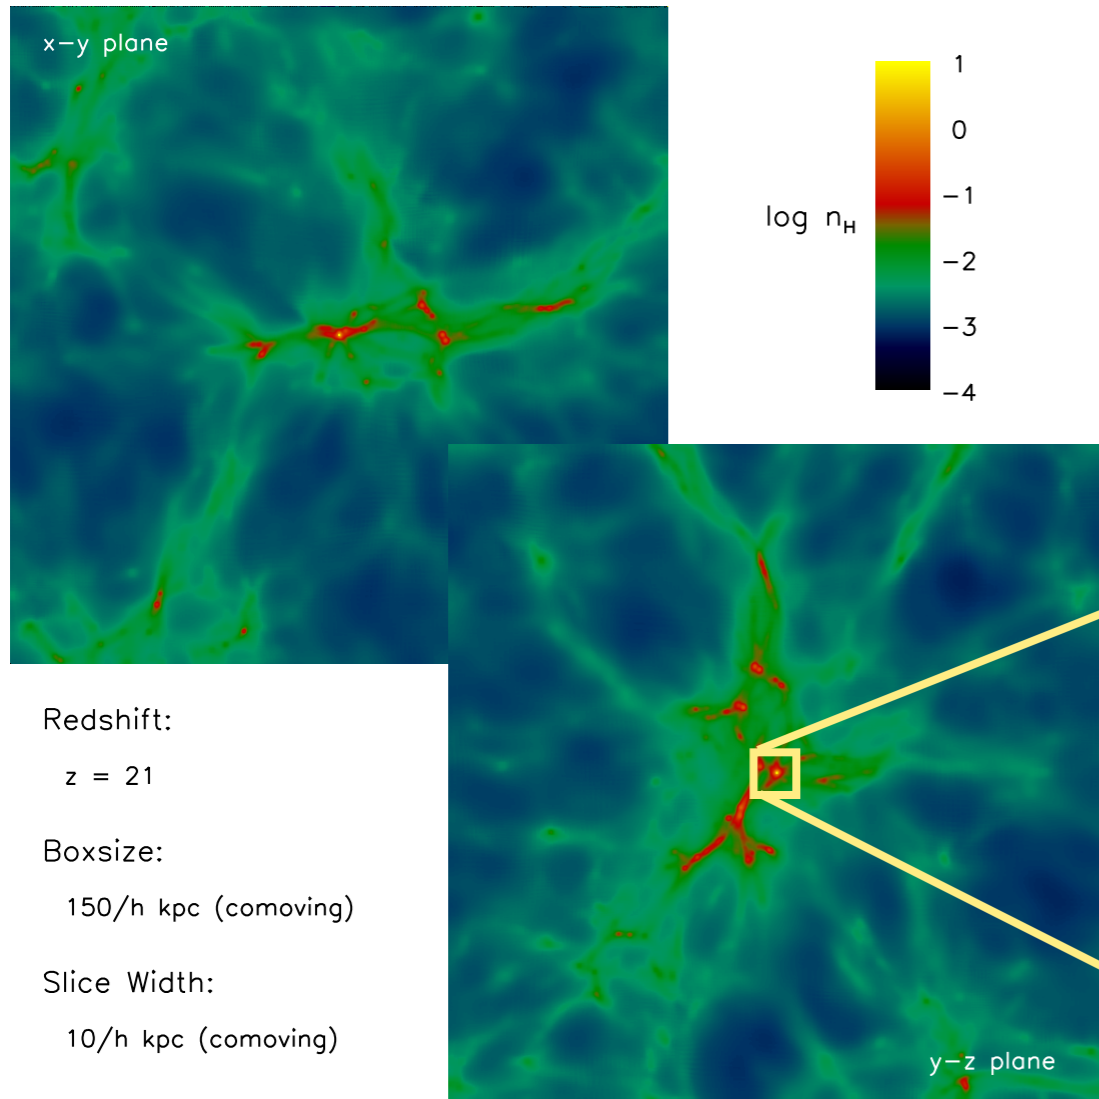 x-y plane
log nH
1
0
-1
-2
-3
-4
Redshift:
z = 21
Boxsize:
150/h kpc (comoving)
Slice Width:
10/h kpc (comoving)
y-z plane